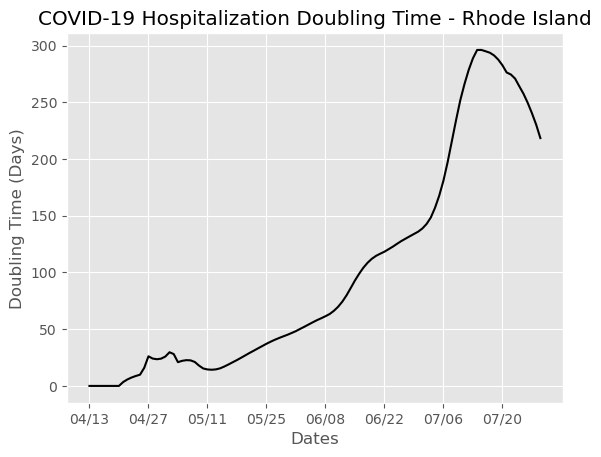 COVID-19 Hospitalization Doubling Time - Rhode Island
300
250
200
150
100
50
0
Doubling Time (Days)
04/13 04/27 05/11 05/25 06/08 06/22 07/06 07/20
Dates